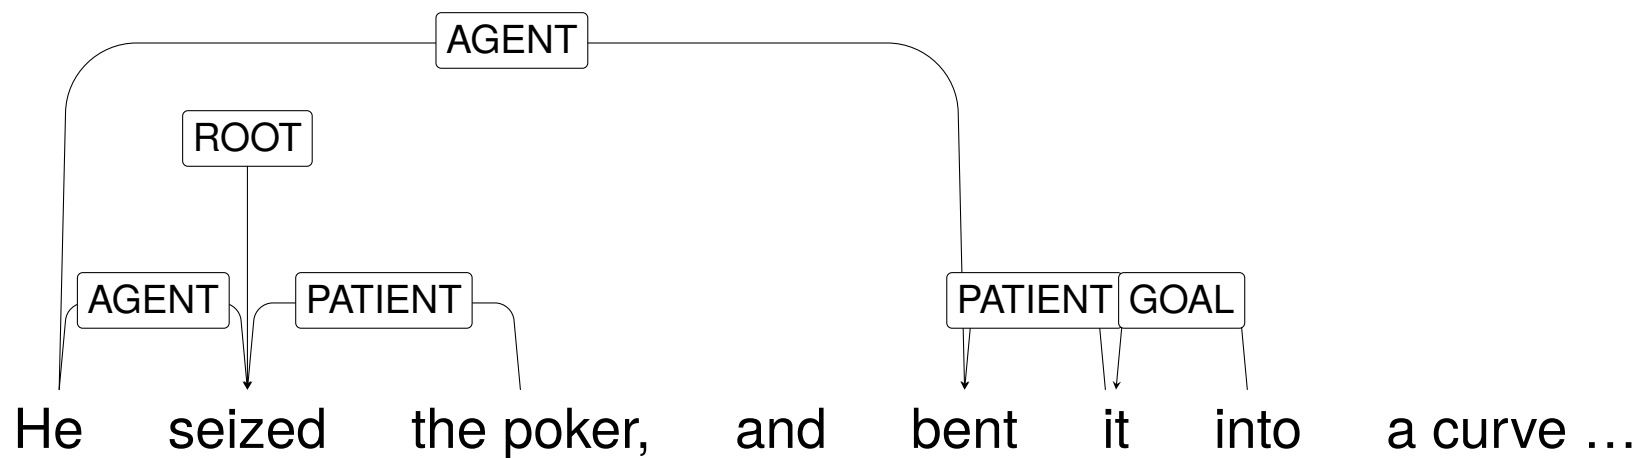 AGENT
ROOT
AGENT PATIENT PATIENT GOAL
He seized the poker, and bent it into a curve …